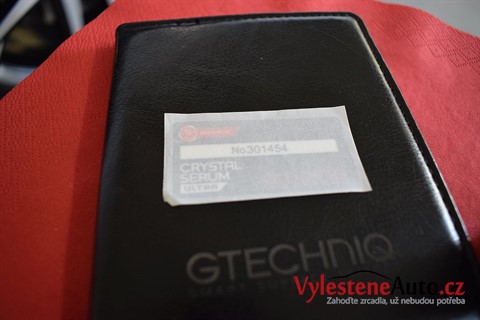 No301454
CRYSTAL
SERUM
ULTRA
GTECHNIQ
VylesteneAuto.cz
Zahoďte zrcadla, už nebudou potřeba